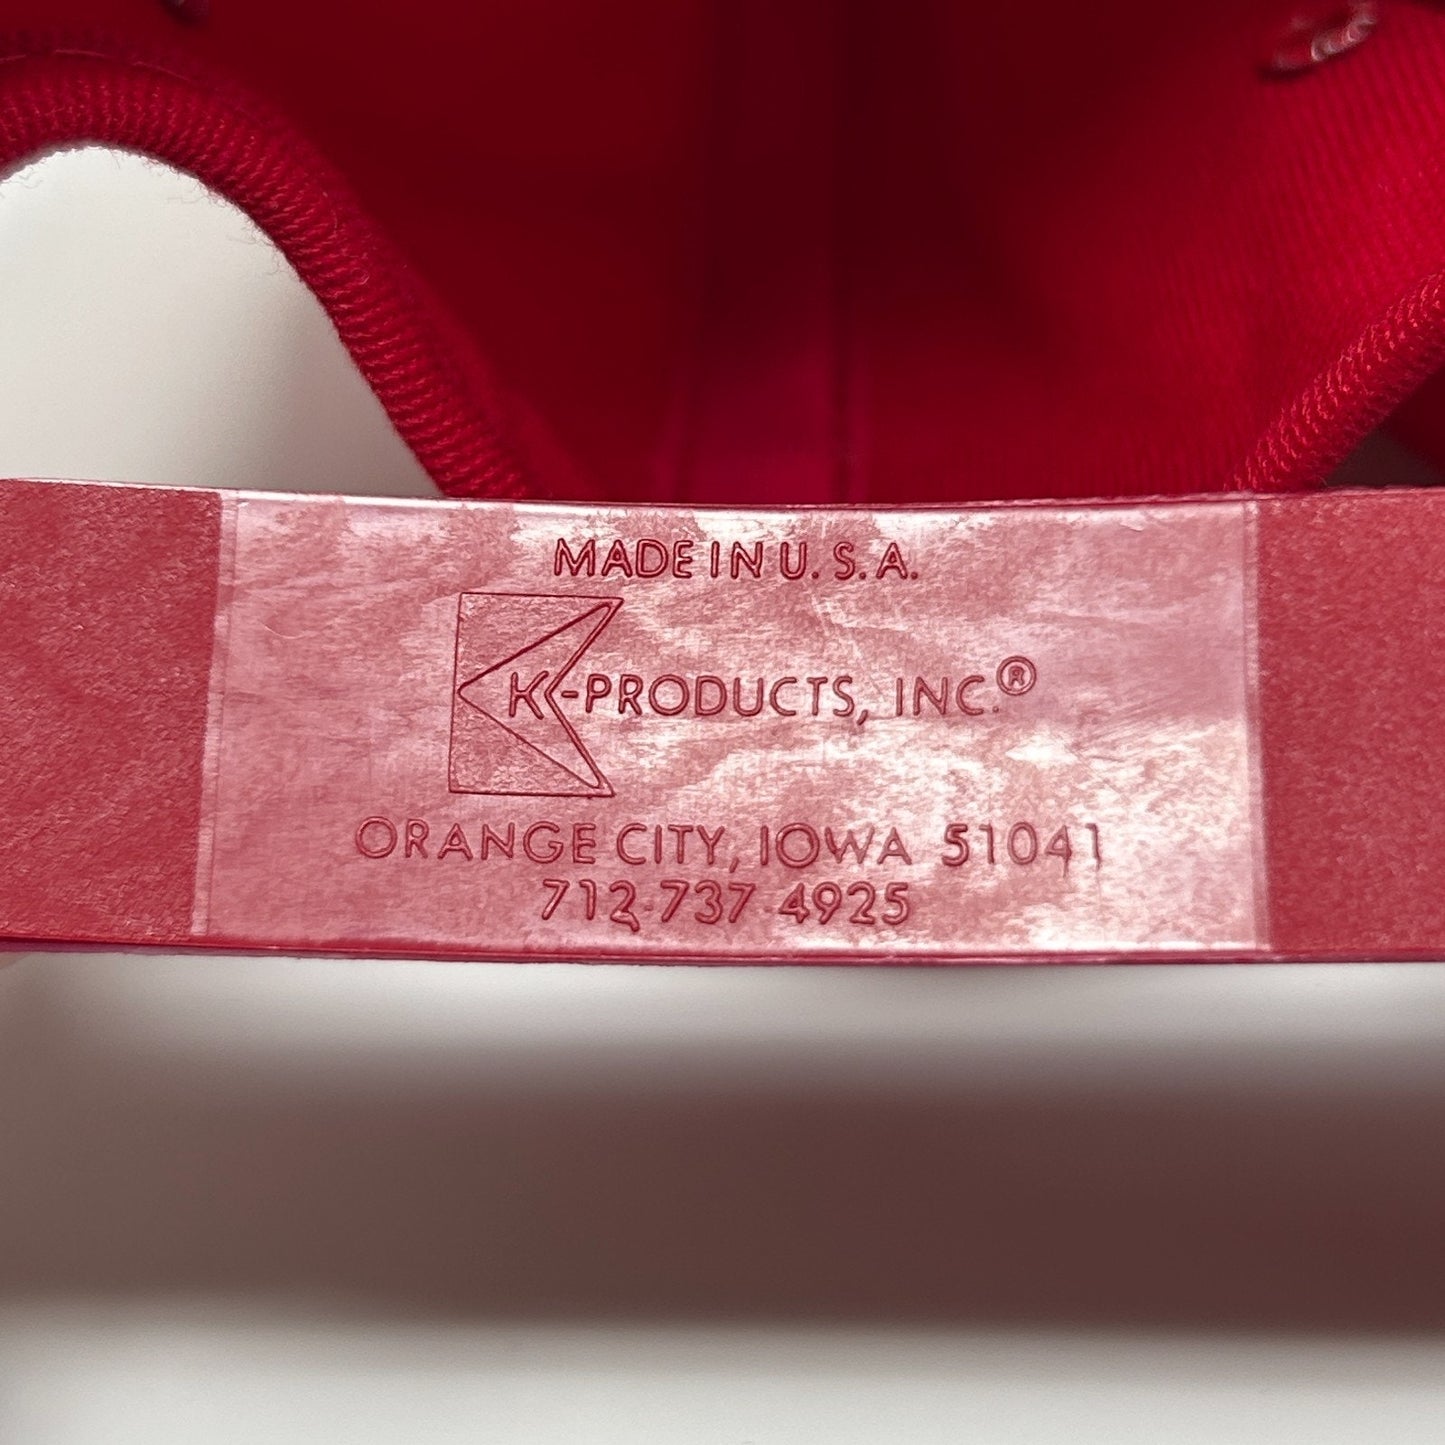 MADE IN U.S.A.
K-PRODUCTS, INC.®
ORANGE CITY, IOWA 51041
712-737-4925